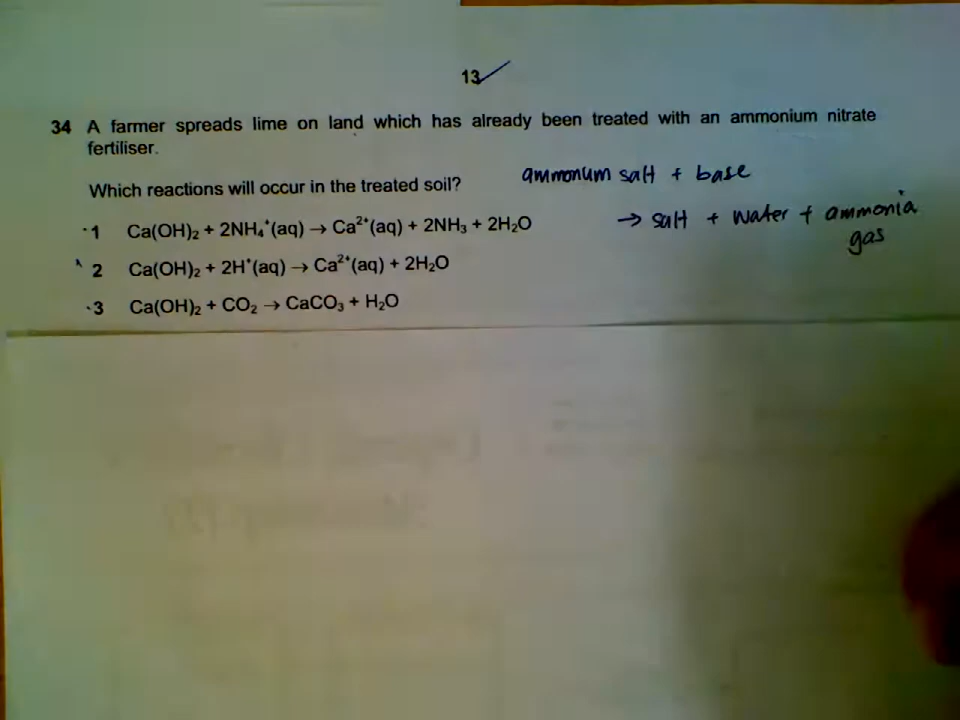 13
34 A farmer spreads lime on land which has already been treated with an ammonium nitrate
fertiliser.
Which reactions will occur in the treated soil?
ammonum salt + base
→ salt + water + ammonia
gas
1 Ca(OH)₂ + 2NH₄⁺(aq) → Ca²⁺(aq) + 2NH₃ + 2H₂O
2 Ca(OH)₂ + 2H⁺(aq) → Ca²⁺(aq) + 2H₂O
3 Ca(OH)₂ + CO₂ → CaCO₃ + H₂O